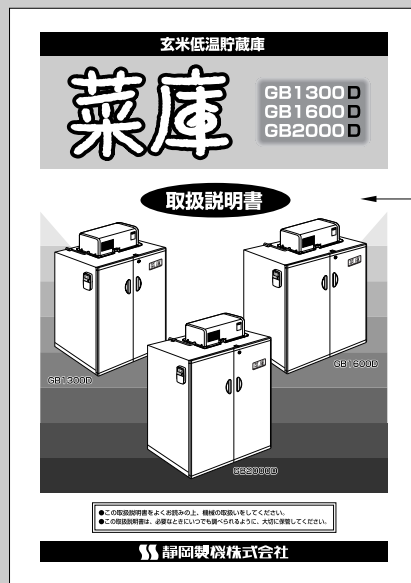 玄米低温貯蔵庫
菜庫
GB1300D
GB1600D
GB2000D
取扱説明書
GB1300D
GB1600D
GB2000D
●この取扱説明書をよくお読みの上、機械の取扱いをしてください。
●この取扱説明書は、必要なときにいつでも調べられるように、大切に保管してください。
静岡製機株式会社